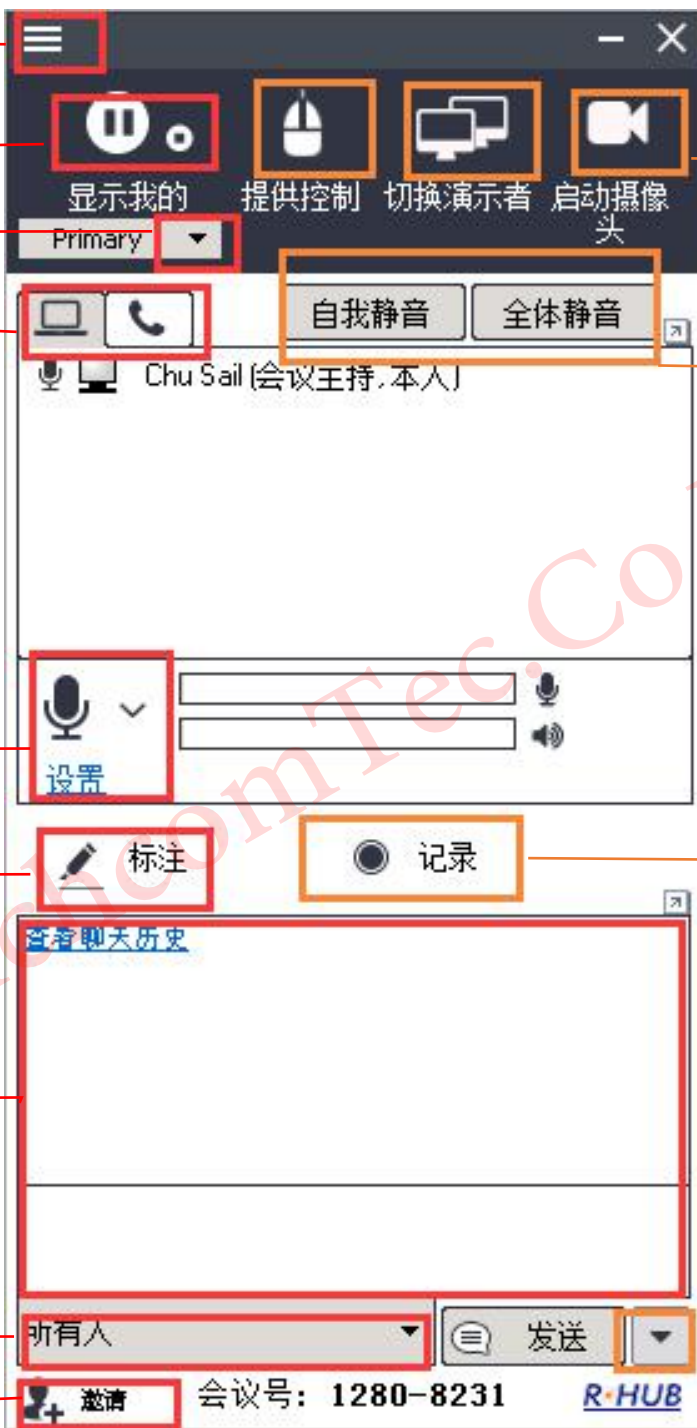 显示我的
提供控制
切换演示者
启动摄像
头
Primary
自我静音
全体静音
Chu Sail (会议主持, 本人)
设置
标注
记录
查看聊天历史
所有人
发送
邀请
会议号: 1280-8231
R-HUB
chcomTec.Co